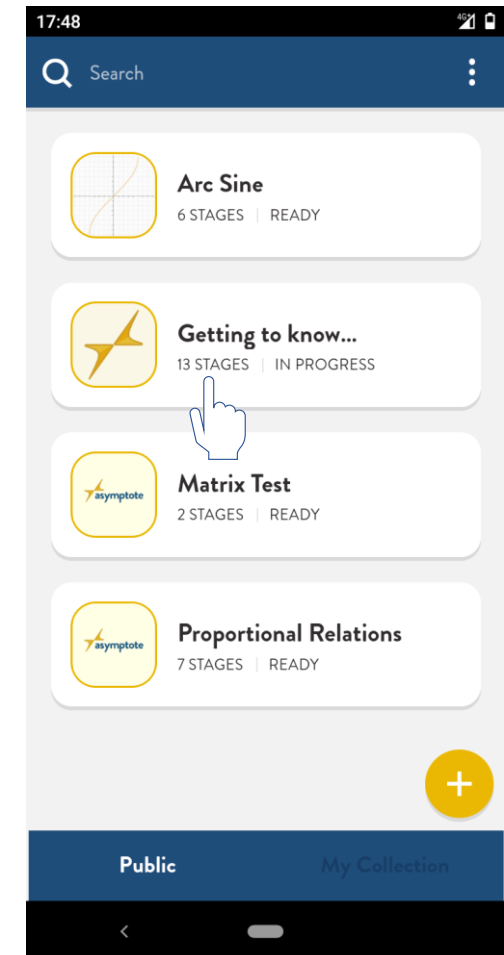 17:48
4G
Search
Arc Sine
6 STAGES | READY
Getting to know...
13 STAGES | IN PROGRESS
asymptote
Matrix Test
2 STAGES | READY
asymptote
Proportional Relations
7 STAGES | READY
+
Public My Collection